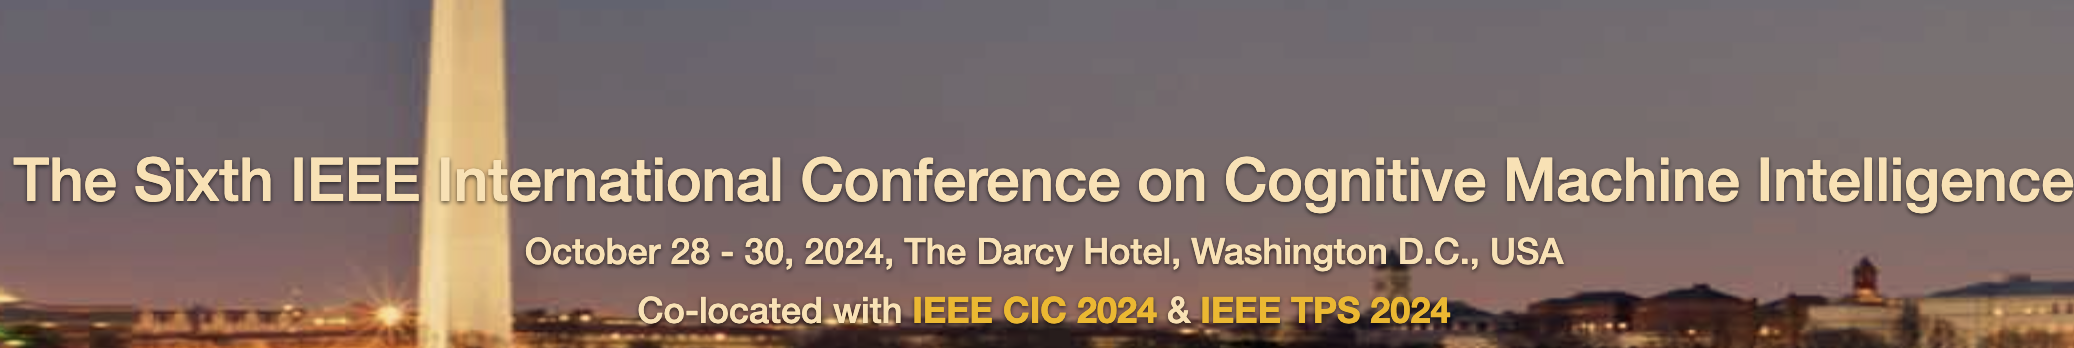 The Sixth IEEE International Conference on Cognitive Machine Intelligence
October 28 - 30, 2024, The Darcy Hotel, Washington D.C., USA
Co-located with IEEE CIC 2024 & IEEE TPS 2024